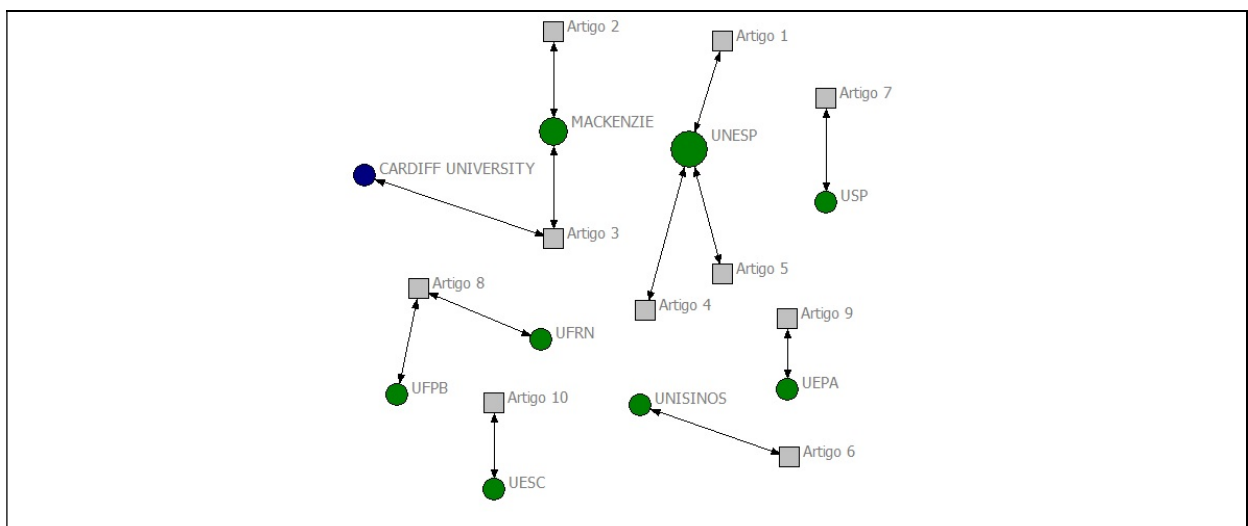 Artigo 2
Artigo 1
Artigo 7
MACKENZIE
UNESP
CARDIFF UNIVERSITY
USP
Artigo 3
Artigo 5
Artigo 8
Artigo 4
Artigo 9
UFRN
UEPA
UFPB
Artigo 10
UNISINOS
Artigo 6
UESC